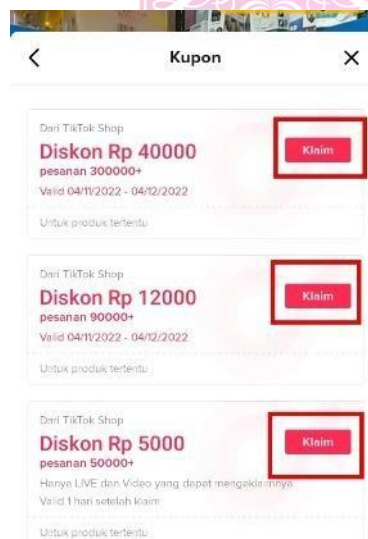 Kupon
Dari TikTok Shop
Diskon Rp 40000
Klaim
pesanan 300000+
Valid 04/11/2022 - 04/12/2022
Untuk produk tertentu
Dari TikTok Shop
Diskon Rp 12000
Klaim
pesanan 90000+
Valid 04/11/2022 - 04/12/2022
Untuk produk tertentu
Dari TikTok Shop
Diskon Rp 5000
Klaim
pesanan 50000+
Hanya LIVE dan Video yang dapat mengeklaimnya
Valid 1 hari setelah klaim
Untuk produk tertentu